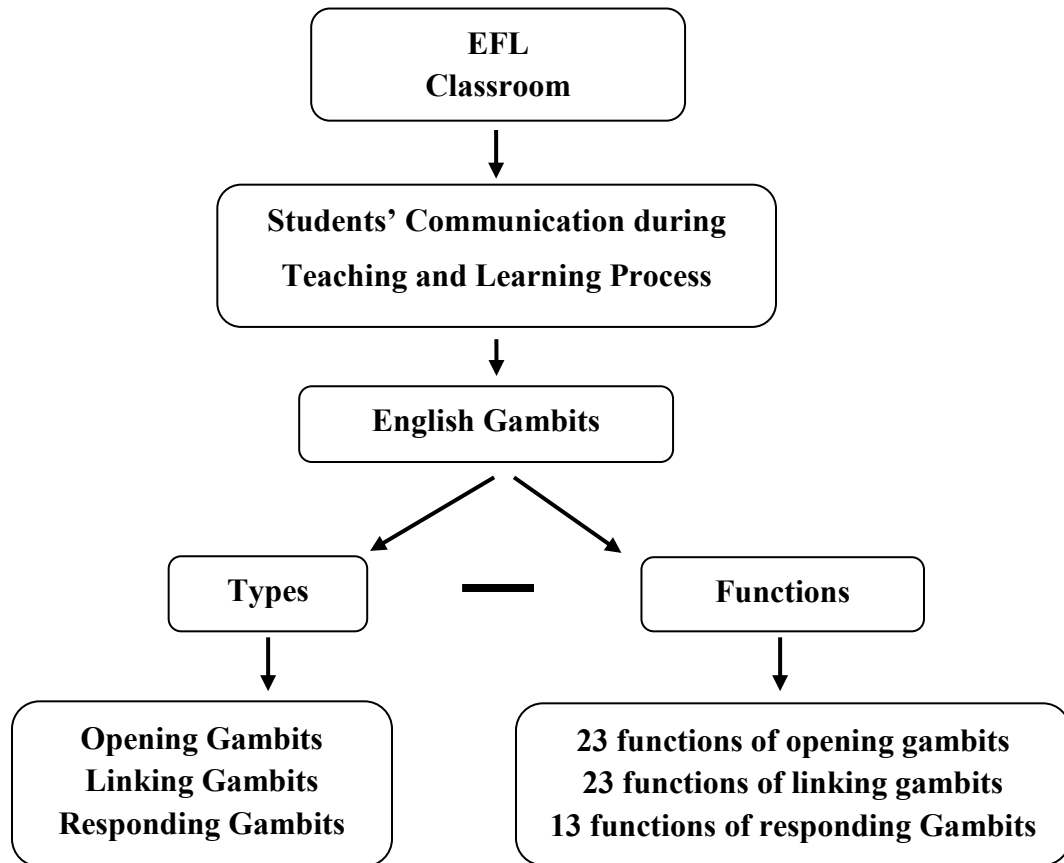 EFL
Classroom
Students’ Communication during
Teaching and Learning Process
English Gambits
Types
Functions
Opening Gambits
Linking Gambits
Responding Gambits
23 functions of opening gambits
23 functions of linking gambits
13 functions of responding Gambits